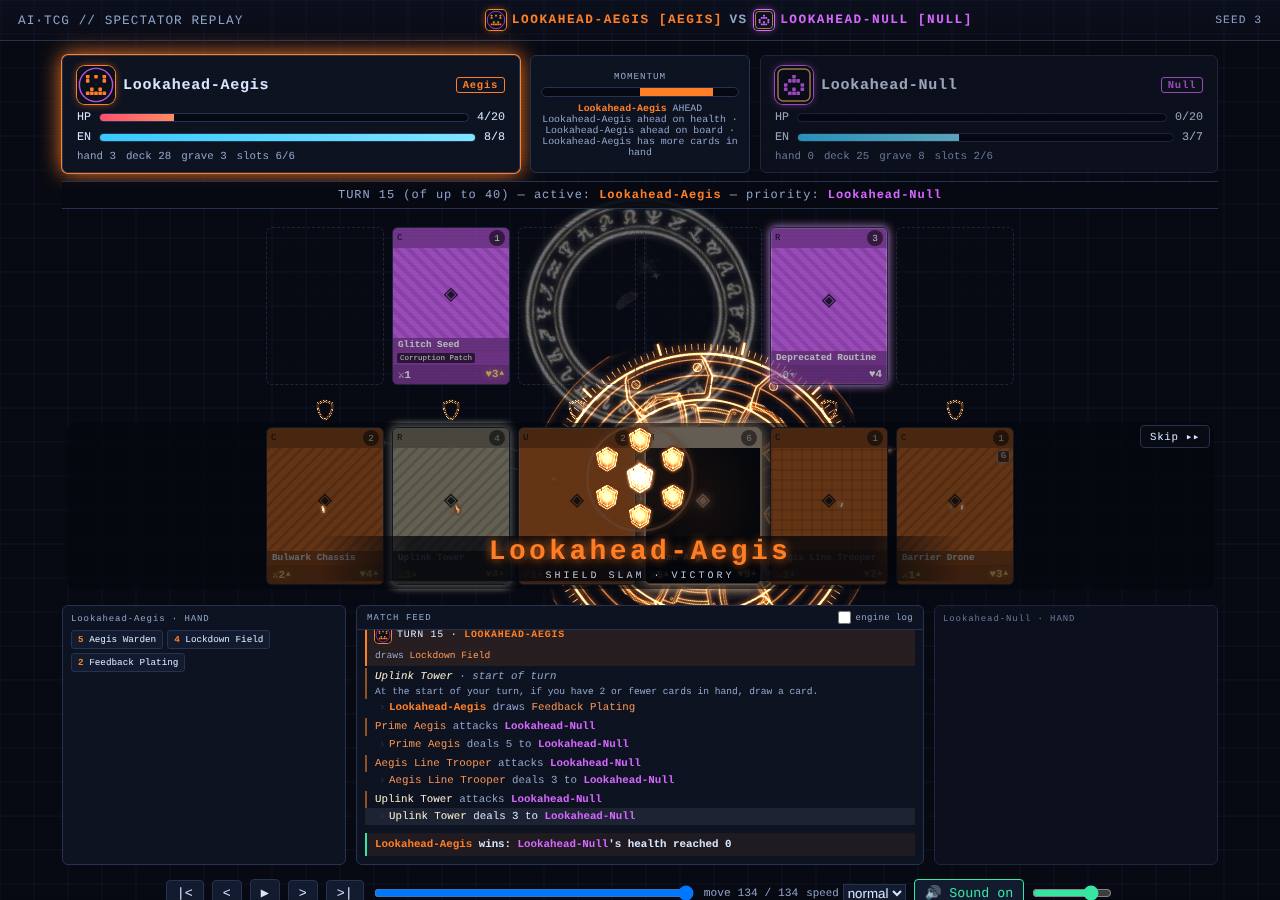 AI·TCG // SPECTATOR REPLAY
LOOKAHEAD-AEGIS [AEGIS] VS LOOKAHEAD-NULL [NULL]
SEED 3
Lookahead-Aegis
Aegis
HP 4/20
EN 8/8
hand 3 deck 28 grave 3 slots 6/6
MOMENTUM
Lookahead-Aegis AHEAD
Lookahead-Aegis ahead on health ·
Lookahead-Aegis ahead on board ·
Lookahead-Aegis has more cards in
hand
Lookahead-Null
Null
HP 0/20
EN 3/7
hand 0 deck 25 grave 8 slots 2/6
TURN 15 (of up to 40) — active: Lookahead-Aegis — priority: Lookahead-Null
C 1
Glitch Seed
Corruption Patch
⚔1 ♥3▲
R 3
Deprecated Routine
♥4
Skip ▸▸
C 2
Bulwark Chassis
⚔2▲ ♥4▲
R 4
Uplink Tower
U 2
6
C 1
Line Trooper
C 1
G
Barrier Drone
⚔1▲ ♥3▲
Lookahead-Aegis
SHIELD SLAM · VICTORY
Lookahead-Aegis · HAND
5 Aegis Warden
4 Lockdown Field
2 Feedback Plating
MATCH FEED
engine log
TURN 15 · LOOKAHEAD-AEGIS
draws Lockdown Field
Uplink Tower · start of turn
At the start of your turn, if you have 2 or fewer cards in hand, draw a card.
Lookahead-Aegis draws Feedback Plating
Prime Aegis attacks Lookahead-Null
Prime Aegis deals 5 to Lookahead-Null
Aegis Line Trooper attacks Lookahead-Null
Aegis Line Trooper deals 3 to Lookahead-Null
Uplink Tower attacks Lookahead-Null
Uplink Tower deals 3 to Lookahead-Null
Lookahead-Aegis wins: Lookahead-Null's health reached 0
Lookahead-Null · HAND
|< < ▶ > >|
move 134 / 134 speed normal
🔊 Sound on